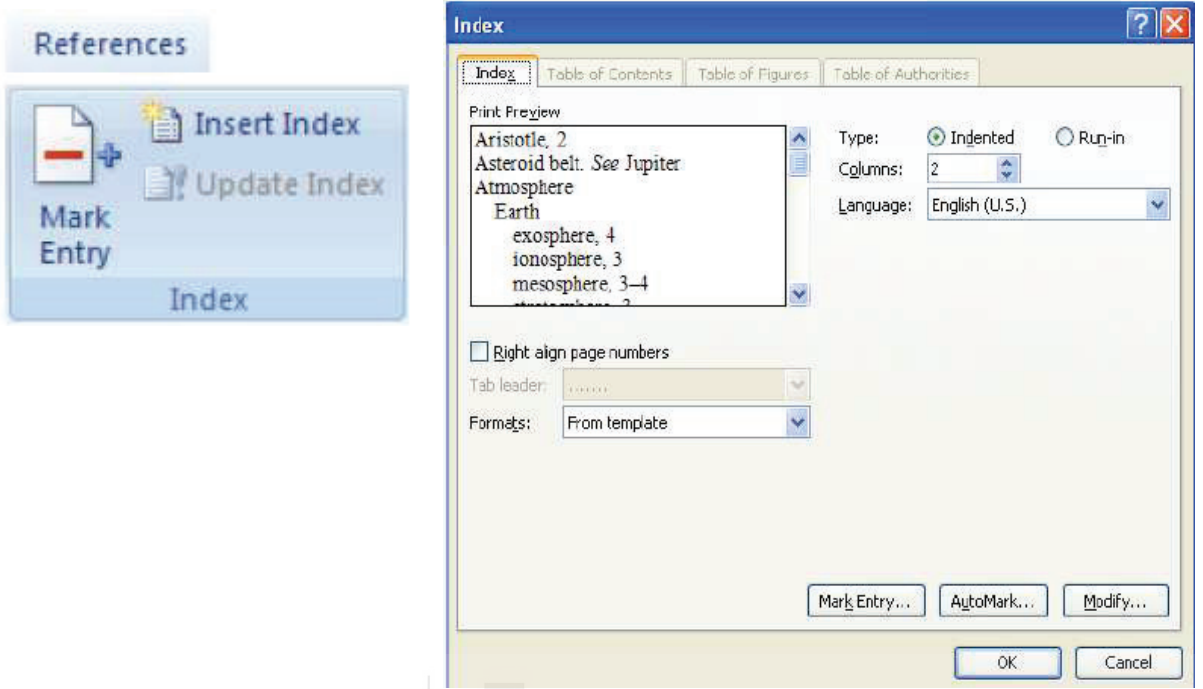 References
Insert Index
Update Index
Mark
Entry
Index
Index
Index Table of Contents Table of Figures Table of Authorities
Print Preview
Aristotle, 2
Asteroid belt. See Jupiter
Atmosphere
Earth
exosphere, 4
ionosphere, 3
mesosphere, 3–4
Type: Indented Run-in
Columns: 2
Language: English (U.S.)
Right align page numbers
Tab leader: .......
Formats: From template
Mark Entry... AutoMark... Modify...
OK Cancel